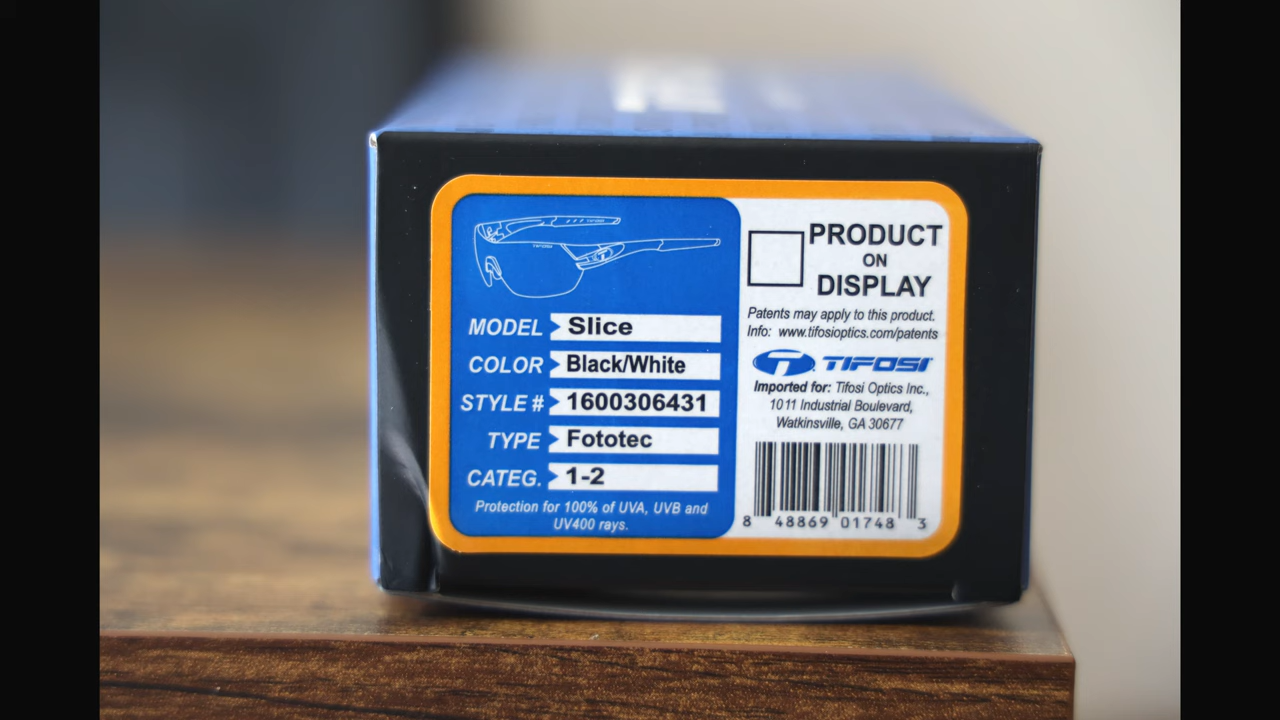 MODEL Slice
COLOR Black/White
STYLE # 1600306431
TYPE Fototec
CATEG. 1-2
Protection for 100% of UVA, UVB and
UV400 rays.
PRODUCT
ON
DISPLAY
Patents may apply to this product.
Info: www.tifosioptics.com/patents
TIFOSI
Imported for: Tifosi Optics Inc.,
1011 Industrial Boulevard,
Watkinsville, GA 30677
8 48869 01748 3